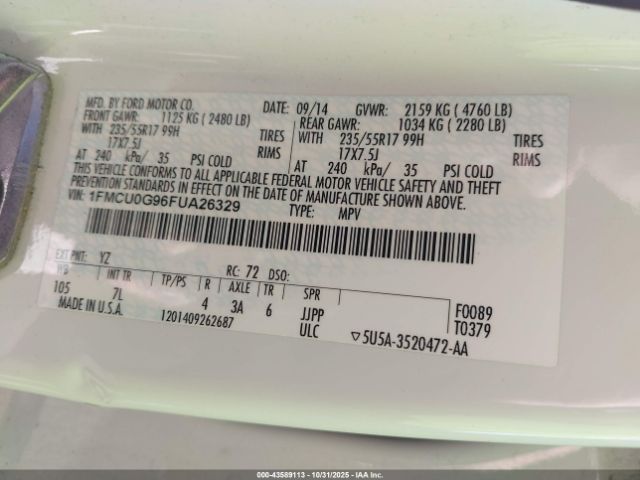 MFD. BY FORD MOTOR CO.
DATE: 09/14 GVWR: 2159 KG ( 4760 LB)
FRONT GAWR: 1125 KG ( 2480 LB) REAR GAWR: 1034 KG ( 2280 LB)
WITH 235/55R17 99H TIRES WITH 235/55R17 99H TIRES
17X7.5J RIMS 17X7.5J RIMS
AT 240 kPa/ 35 PSI COLD AT 240 kPa/ 35 PSI COLD
THIS VEHICLE CONFORMS TO ALL APPLICABLE FEDERAL MOTOR VEHICLE SAFETY AND THEFT
PREVENTION STANDARDS IN EFFECT ON THE DATE OF MANUFACTURE SHOWN ABOVE.
VIN: 1FMCU0G96FUA26329 TYPE: MPV
EXT PNT: YZ RC: 72 DSO:
WB INT TR TP/PS R AXLE TR SPR
105 7L 4 3A 6 JJPP F0089
MADE IN U.S.A. ULC T0379
1201409262687 ▽5U5A-3520472-AA
000-43589113 - 10/31/2025 - COPYRIGHT IAA, LLC